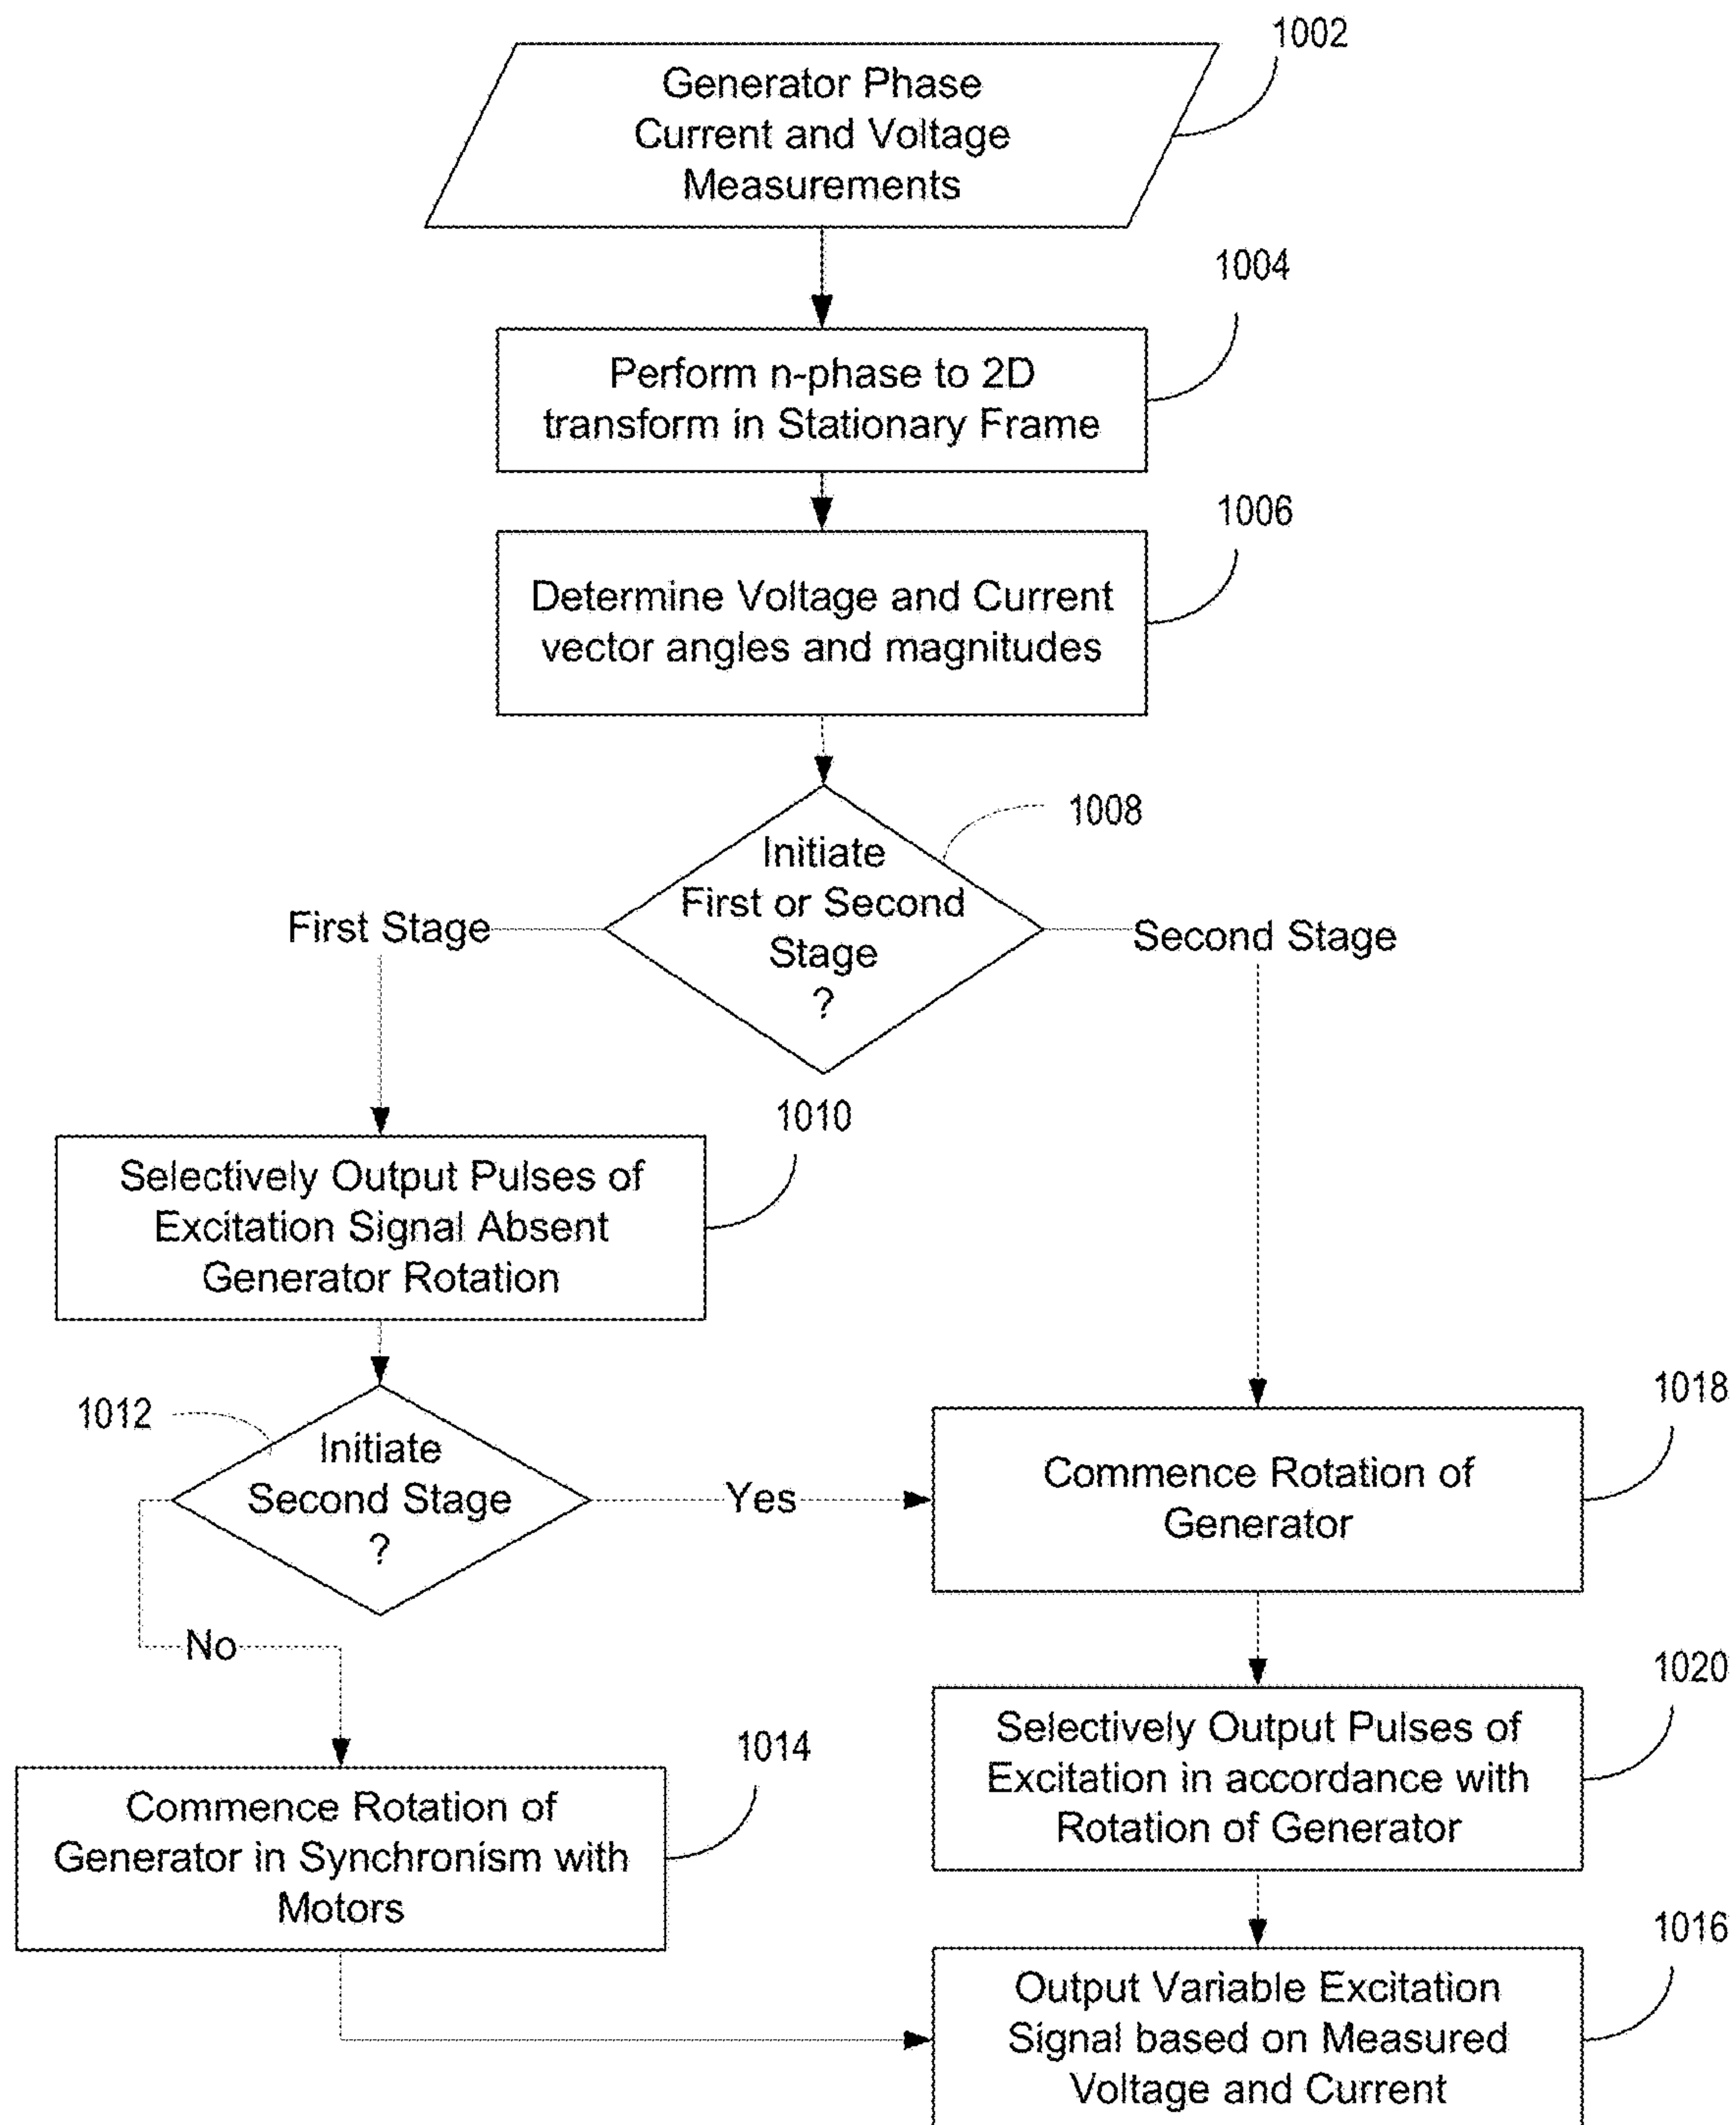 1002
Generator Phase
Current and Voltage
Measurements
1004
Perform n-phase to 2D
transform in Stationary Frame
1006
Determine Voltage and Current
vector angles and magnitudes
1008
Initiate
First or Second
Stage
?
First Stage
Second Stage
1010
Selectively Output Pulses of
Excitation Signal Absent
Generator Rotation
1012
Initiate
Second Stage
?
Yes
No
1018
Commence Rotation of
Generator
1014
Commence Rotation of
Generator in Synchronism with
Motors
1020
Selectively Output Pulses of
Excitation in accordance with
Rotation of Generator
1016
Output Variable Excitation
Signal based on Measured
Voltage and Current